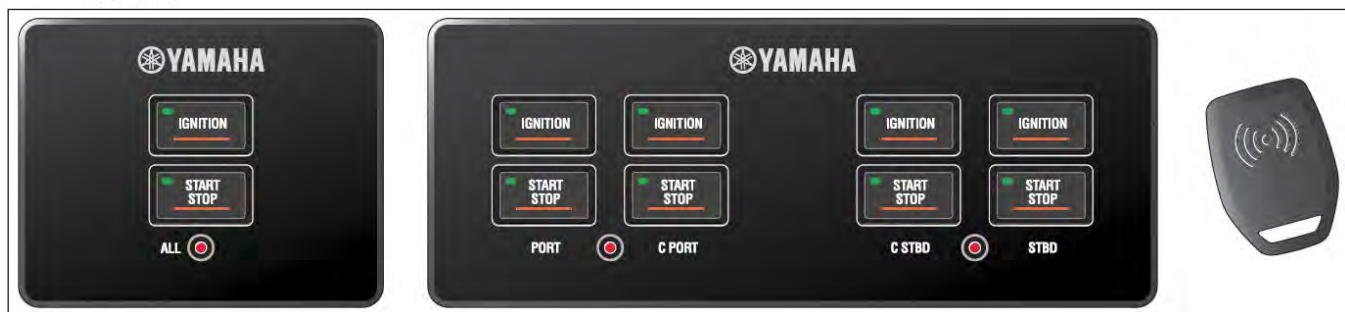 YAMAHA
IGNITION
START
STOP
ALL
YAMAHA
IGNITION IGNITION IGNITION IGNITION
START START START START
STOP STOP STOP STOP
PORT C PORT C STBD STBD